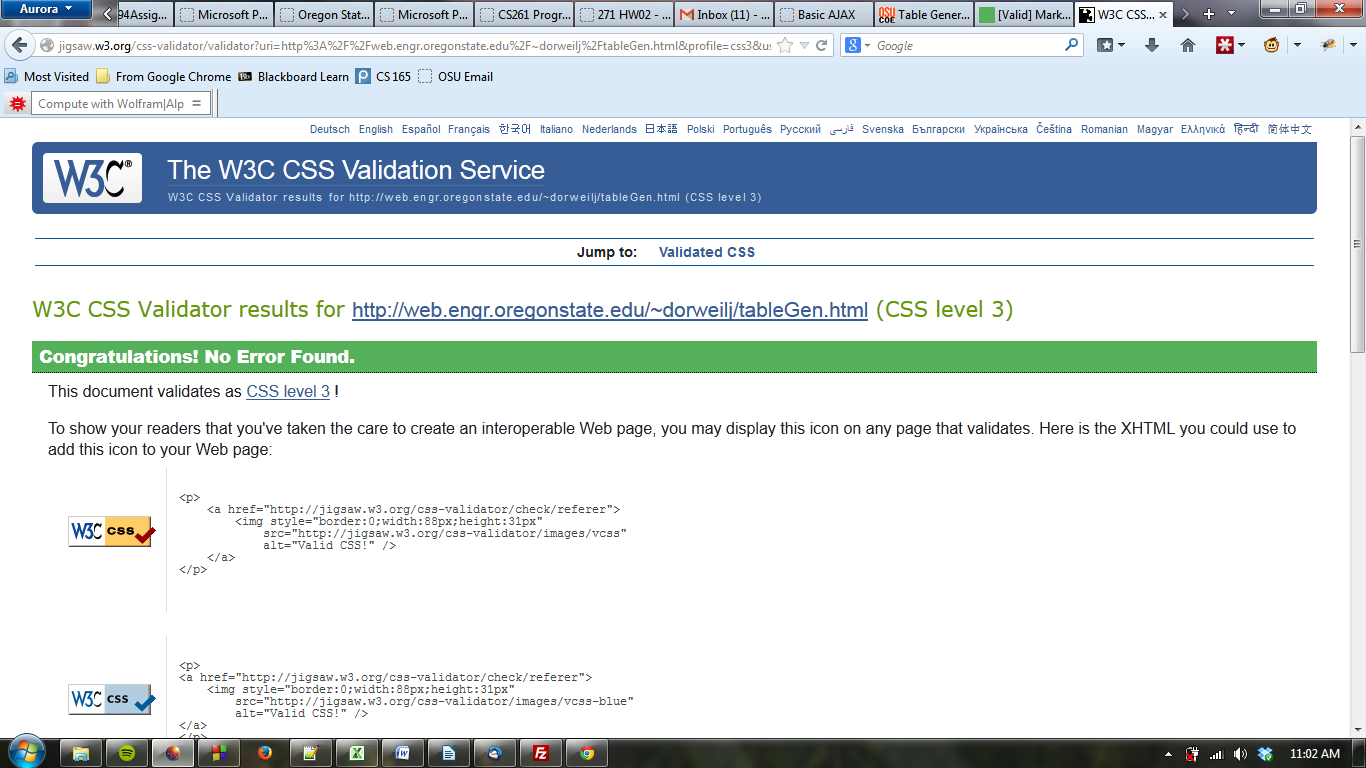 Aurora
94Assig...
Microsoft P...
Oregon Stat...
Microsoft P...
CS261 Progr...
271 HW02 - ...
Inbox (11) - ...
Basic AJAX
OSU COE Table Gener...
[Valid] Mark...
W3C CSS...
jigsaw.w3.org/css-validator/validator?uri=http%3A%2F%2Fweb.engr.oregonstate.edu%2F~dorweilj%2FtableGen.html&profile=css3&us
Google
Most Visited From Google Chrome Blackboard Learn CS 165 OSU Email
Compute with Wolfram|Alp =
Deutsch English Español Français 한국어 Italiano Nederlands 日本語 Polski Português Русский فارسی Svenska Български Українська Čeština Romanian Magyar Ελληνικά हिन्दी 简体中文
W3C®
The W3C CSS Validation Service
W3C CSS Validator results for http://web.engr.oregonstate.edu/~dorweilj/tableGen.html (CSS level 3)
Jump to: Validated CSS
W3C CSS Validator results for http://web.engr.oregonstate.edu/~dorweilj/tableGen.html (CSS level 3)
Congratulations! No Error Found.
This document validates as CSS level 3 !
To show your readers that you've taken the care to create an interoperable Web page, you may display this icon on any page that validates. Here is the XHTML you could use to
add this icon to your Web page:
W3C CSS
<p>
<a href="http://jigsaw.w3.org/css-validator/check/referer">
<img style="border:0;width:88px;height:31px"
src="http://jigsaw.w3.org/css-validator/images/vcss"
alt="Valid CSS!" />
</a>
</p>
W3C CSS
<p>
<a href="http://jigsaw.w3.org/css-validator/check/referer">
<img style="border:0;width:88px;height:31px"
src="http://jigsaw.w3.org/css-validator/images/vcss-blue"
alt="Valid CSS!" />
</a>
</p>
11:02 AM